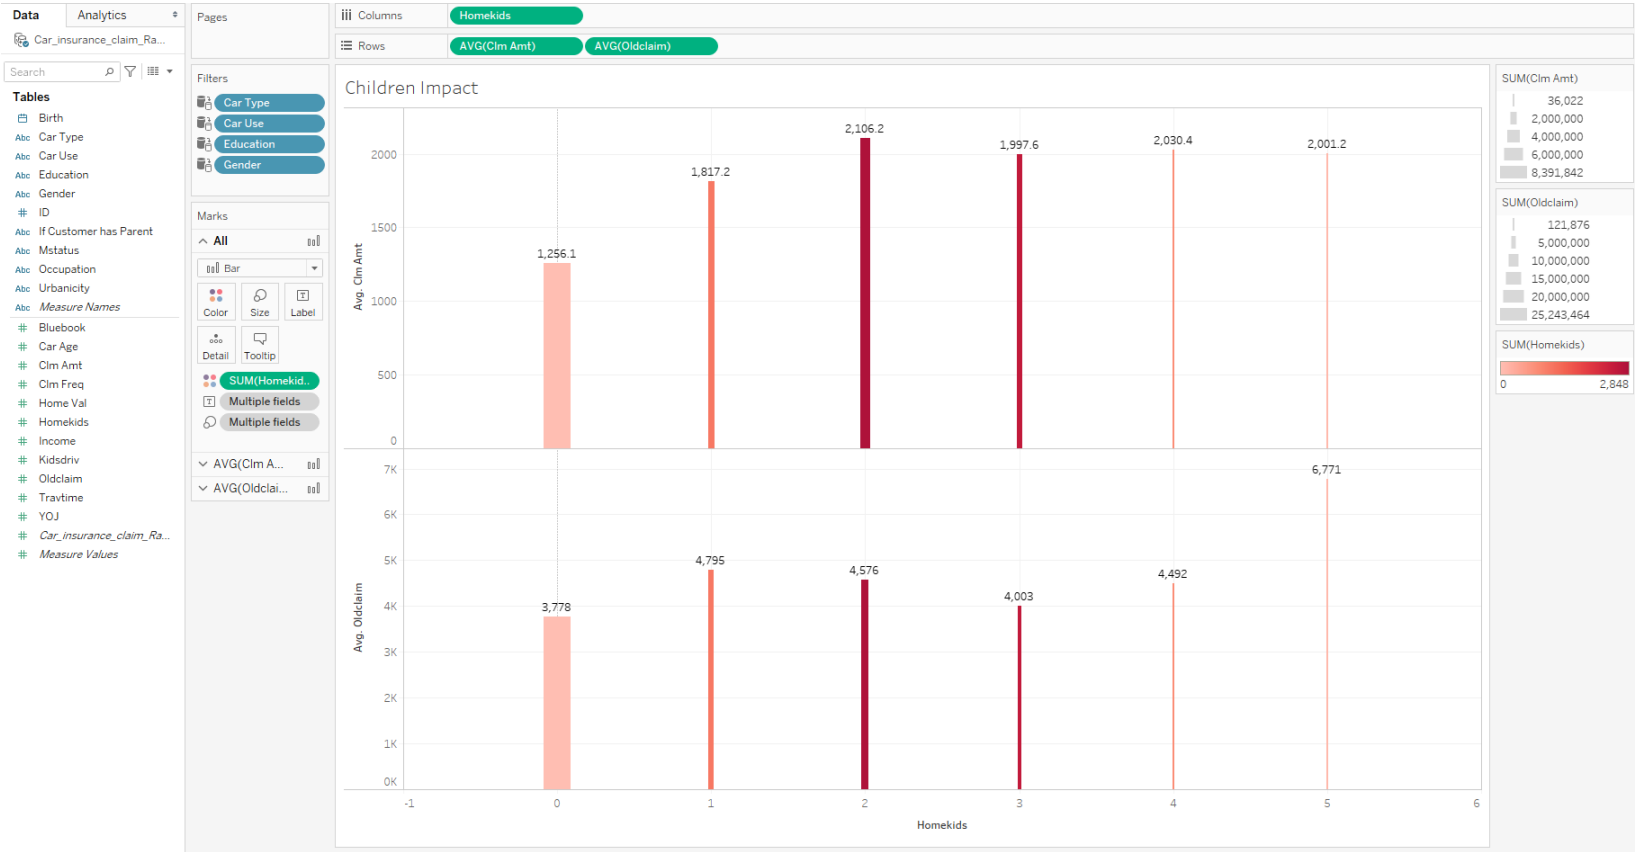 Data
Analytics
Car_insurance_claim_Ra...
Search
Tables
Birth
Abc Car Type
Abc Car Use
Abc Education
Abc Gender
# ID
Abc If Customer has Parent
Abc Mstatus
Abc Occupation
Abc Urbanicity
Abc Measure Names
# Bluebook
# Car Age
# Clm Amt
# Clm Freq
# Home Val
# Homekids
# Income
# Kidsdriv
# Oldclaim
# Travtime
# YOJ
# Car_insurance_claim_Ra...
# Measure Values
Pages
Filters
Car Type
Car Use
Education
Gender
Marks
All
Bar
Color Size Label
Detail Tooltip
SUM(Homekid..
T Multiple fields
Multiple fields
AVG(Clm A...
AVG(Oldclai...
Columns Homekids
Rows AVG(Clm Amt) AVG(Oldclaim)
Children Impact
Avg. Clm Amt
2000
1500
1000
500
0
1,256.1
1,817.2
2,106.2
1,997.6
2,030.4
2,001.2
Avg. Oldclaim
7K
6K
5K
4K
3K
2K
1K
0K
3,778
4,795
4,576
4,003
4,492
6,771
-1 0 1 2 3 4 5 6
Homekids
SUM(Clm Amt)
36,022
2,000,000
4,000,000
6,000,000
8,391,842
SUM(Oldclaim)
121,876
5,000,000
10,000,000
15,000,000
20,000,000
25,243,464
SUM(Homekids)
0 2,848